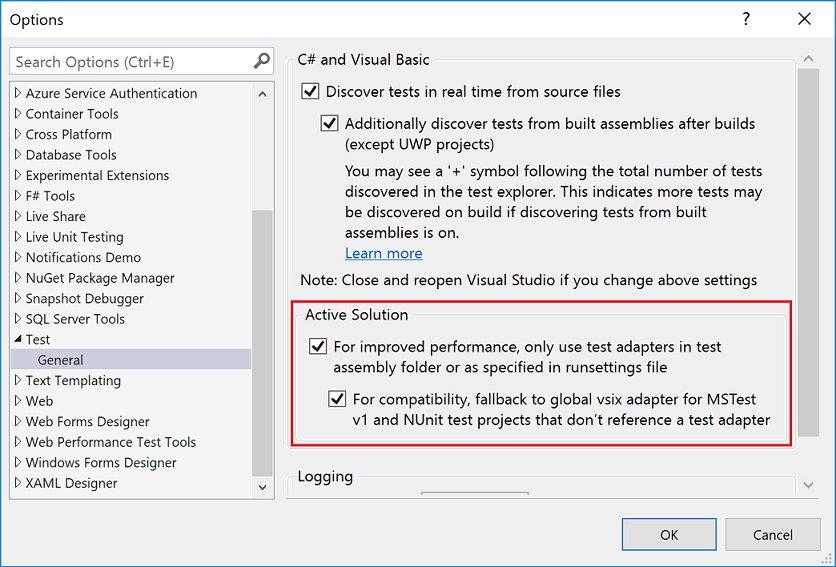 Options
?
Search Options (Ctrl+E)
Azure Service Authentication
Container Tools
Cross Platform
Database Tools
Experimental Extensions
F# Tools
Live Share
Live Unit Testing
Notifications Demo
NuGet Package Manager
Snapshot Debugger
SQL Server Tools
Test
General
Text Templating
Web
Web Forms Designer
Web Performance Test Tools
Windows Forms Designer
XAML Designer
C# and Visual Basic
Discover tests in real time from source files
Additionally discover tests from built assemblies after builds
(except UWP projects)
You may see a '+' symbol following the total number of tests
discovered in the test explorer. This indicates more tests may
be discovered on build if discovering tests from built
assemblies is on.
Learn more
Note: Close and reopen Visual Studio if you change above settings
Active Solution
For improved performance, only use test adapters in test
assembly folder or as specified in runsettings file
For compatibility, fallback to global vsix adapter for MSTest
v1 and NUnit test projects that don't reference a test adapter
Logging
OK
Cancel